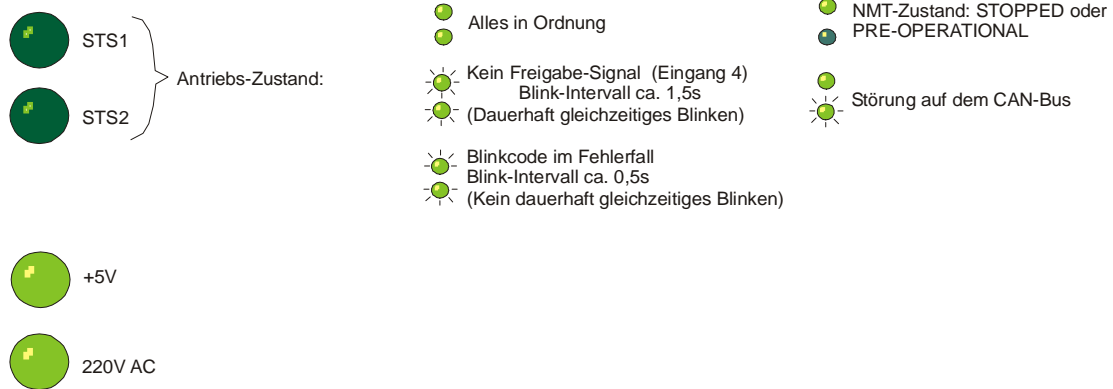 STS1
STS2
Antriebs-Zustand:
Alles in Ordnung
Kein Freigabe-Signal (Eingang 4)
Blink-Intervall ca. 1,5s
(Dauerhaft gleichzeitiges Blinken)
Blinkcode im Fehlerfall
Blink-Intervall ca. 0,5s
(Kein dauerhaft gleichzeitiges Blinken)
NMT-Zustand: STOPPED oder
PRE-OPERATIONAL
Störung auf dem CAN-Bus
+5V
220V AC